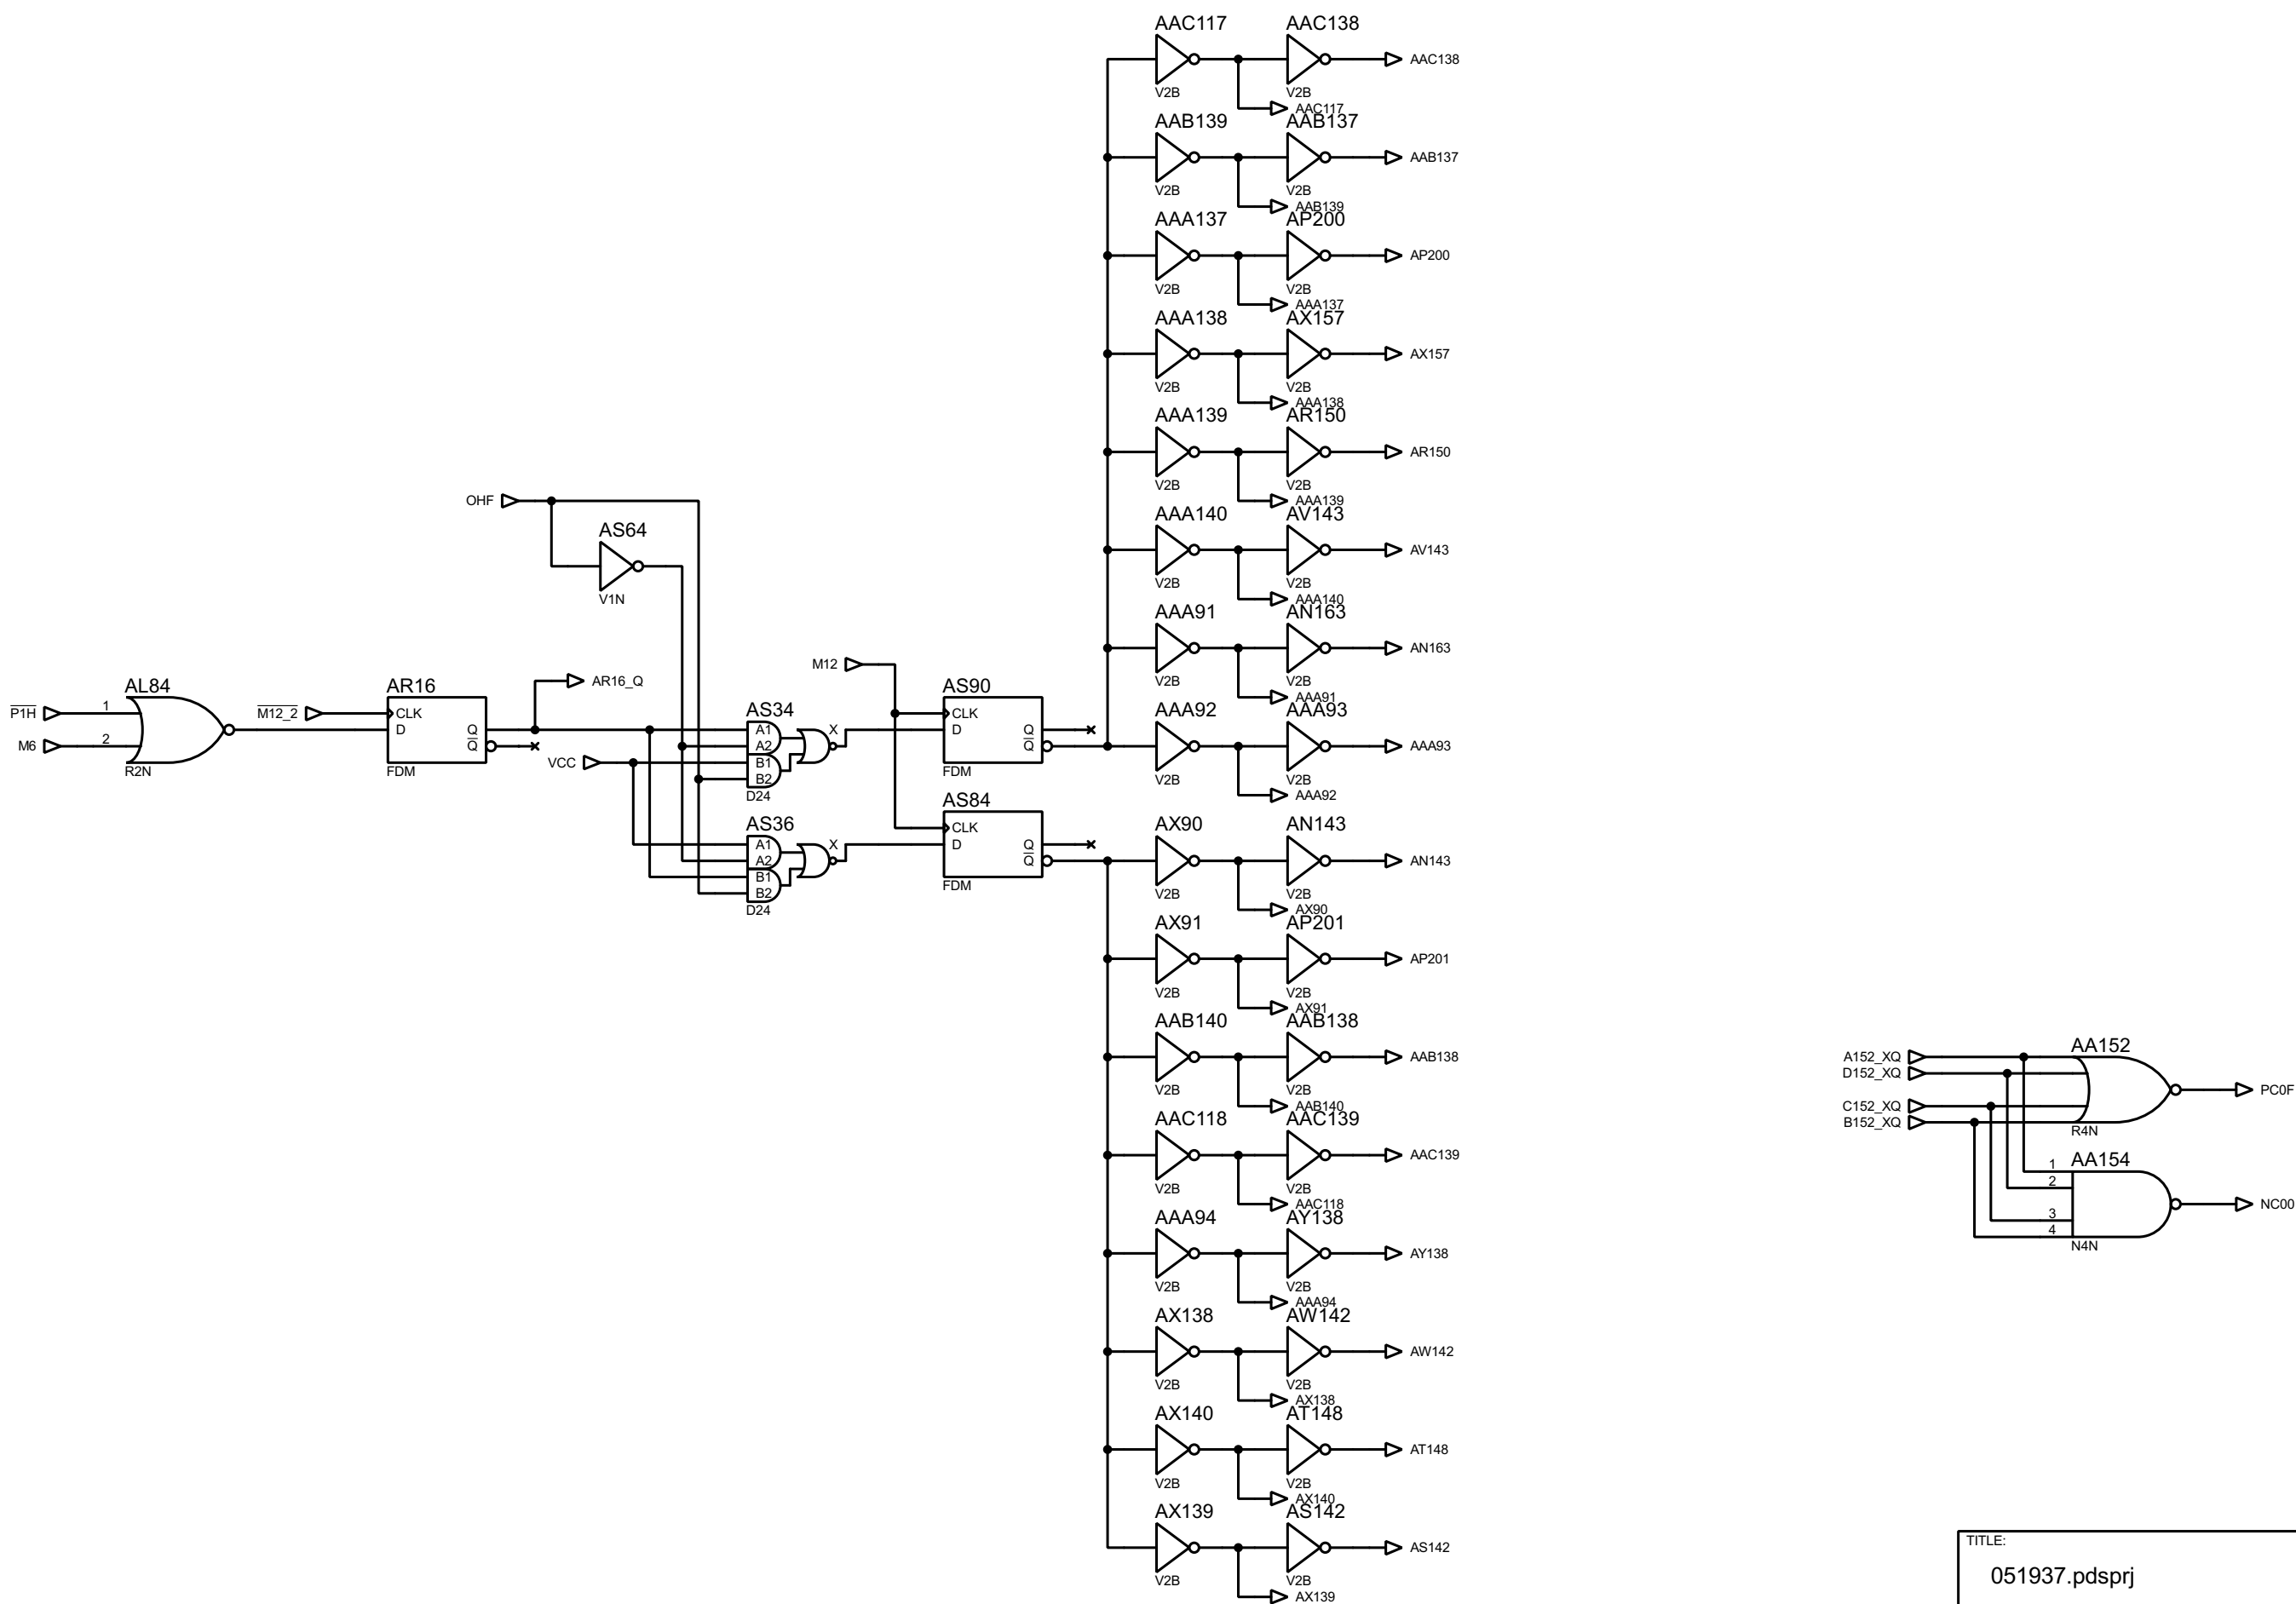 AAC117 AAC138
AAC138
V2B V2B
AAC117
AAB139 AAB137
AAB137
V2B V2B
AAB139
AAA137 AP200
AP200
V2B V2B
AAA137
AAA138 AX157
AX157
V2B V2B
AAA138
AAA139 AR150
AR150
V2B V2B
AAA139
OHF
AS64
V1N
AAA140 AV143
AV143
V2B V2B
AAA140
AAA91 AN163
AN163
V2B V2B
AAA91
M12
P1H
M6
1
2
AL84
R2N
M12_2
AR16
CLK
D
Q
Q
FDM
AR16_Q
VCC
AS34
A1
A2
B1
B2
X
D24
AS90
CLK
D
Q
Q
FDM
AAA92 AAA93
AAA93
V2B V2B
AAA92
AS36
A1
A2
B1
B2
X
D24
AS84
CLK
D
Q
Q
FDM
AX90 AN143
AN143
V2B V2B
AX90
AX91 AP201
AP201
V2B V2B
AX91
AAB140 AAB138
AAB138
V2B V2B
AAB140
AAC118 AAC139
AAC139
V2B V2B
AAC118
AAA94 AY138
AY138
V2B V2B
AAA94
AX138 AW142
AW142
V2B V2B
AX138
AX140 AT148
AT148
V2B V2B
AX140
AX139 AS142
AS142
V2B V2B
AX139
A152_XQ
D152_XQ
C152_XQ
B152_XQ
AA152
R4N
PC0F
AA154
1
2
3
4
N4N
NC00
TITLE:
051937.pdsprj